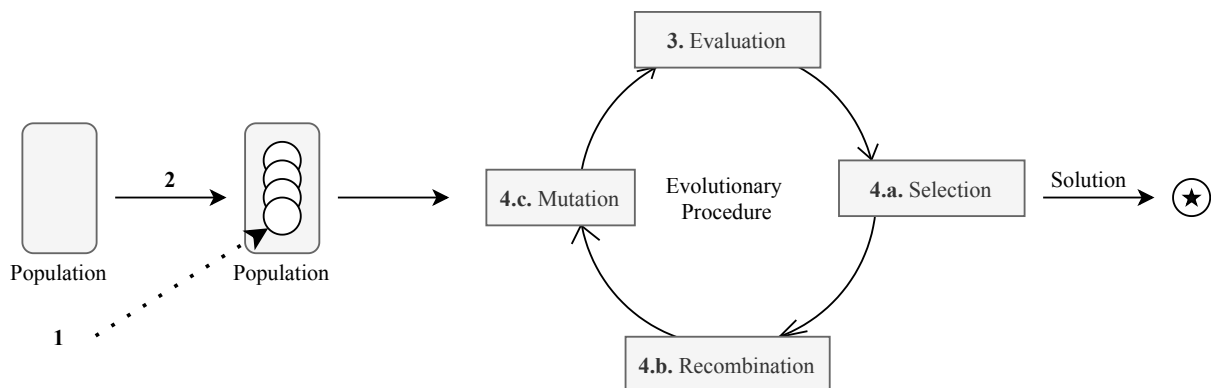 3. Evaluation
2
4.c. Mutation
Evolutionary
Procedure
4.a. Selection
Solution
Population
Population
1
4.b. Recombination